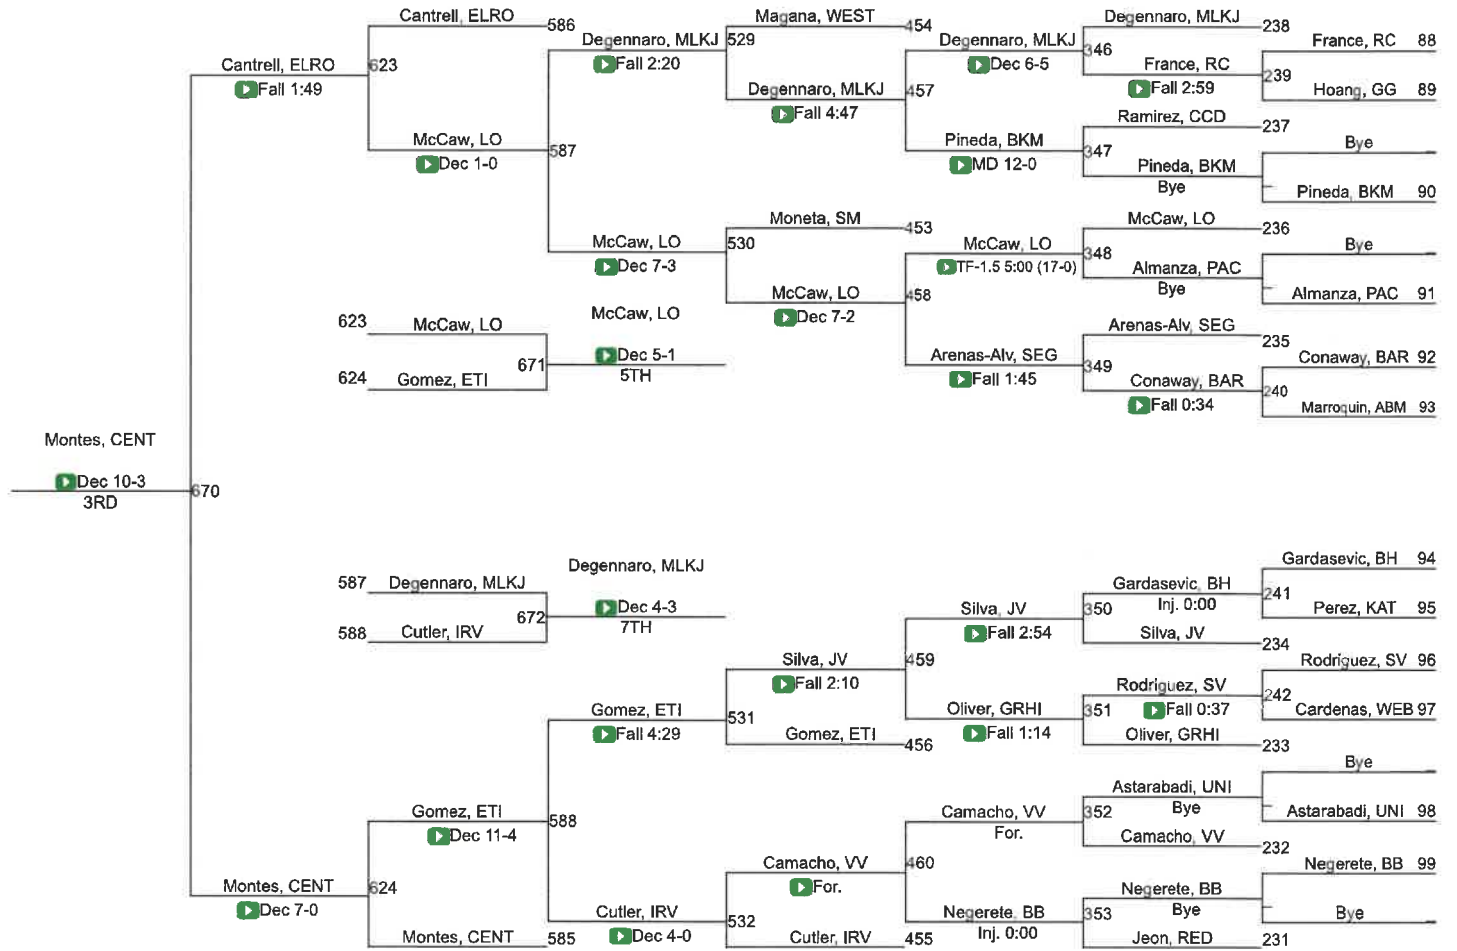 Cantrell, ELRO 586
Magana, WEST 454
Degennaro, MLKJ 238
France, RC 88
Degennaro, MLKJ 529
Degennaro, MLKJ 346
Cantrell, ELRO 623
Fall 2:20
Dec 6-5
France, RC 239
Fall 1:49
Degennaro, MLKJ 457
Fall 2:59
Hoang, GG 89
Fall 4:47
Ramirez, CCD 237
McCaw, LO 587
Pineda, BKM 347
Bye
Dec 1-0
MD 12-0
Pineda, BKM
Bye
Pineda, BKM 90
Moneta, SM 453
McCaw, LO 236
McCaw, LO 530
McCaw, LO 348
Bye
Dec 7-3
TF-1.5 5:00 (17-0)
Almanza, PAC
Bye
McCaw, LO 458
Almanza, PAC 91
McCaw, LO
Dec 7-2
623 McCaw, LO
Arenas-Alv, SEG 235
671 Dec 5-1
5TH
Arenas-Alv, SEG 349
Conaway, BAR 92
624 Gomez, ETI
Fall 1:45
Conaway, BAR 240
Fall 0:34
Marroquin, ABM 93
Montes, CENT
Dec 10-3 670
3RD
Gardasevic, BH 94
Degennaro, MLKJ
587 Degennaro, MLKJ
Gardasevic, BH 241
Inj. 0:00
672 Dec 4-3
7TH
Silva, JV 350
Perez, KAT 95
588 Cutler, IRV
Fall 2:54
Silva, JV 234
Silva, JV 459
Rodriguez, SV 96
Fall 2:10
Rodriguez, SV 242
Gomez, ETI 531
Oliver, GRHI 351
Fall 0:37
Cardenas, WEB 97
Fall 4:29
Gomez, ETI 456
Fall 1:14
Oliver, GRHI 233
Bye
Astarabadi, UNI
Bye
Gomez, ETI 588
Camacho, VV 352
Astarabadi, UNI 98
Dec 11-4
For.
Camacho, VV 232
Camacho, VV 460
Negerete, BB 99
Montes, CENT 624
For.
Negerete, BB
Bye
Dec 7-0
Cutler, IRV 532
Negerete, BB 353
Bye
Dec 4-0
Inj. 0:00
Montes, CENT 585
Cutler, IRV 455
Jeon, RED 231